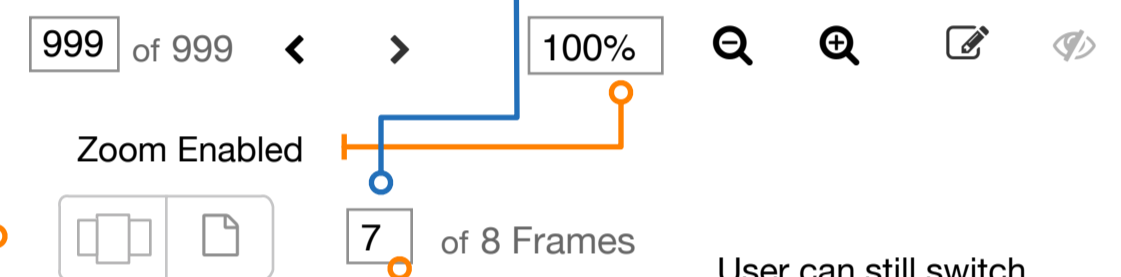 999 of 999 100%
Zoom Enabled
7 of 8 Frames
User can still switch